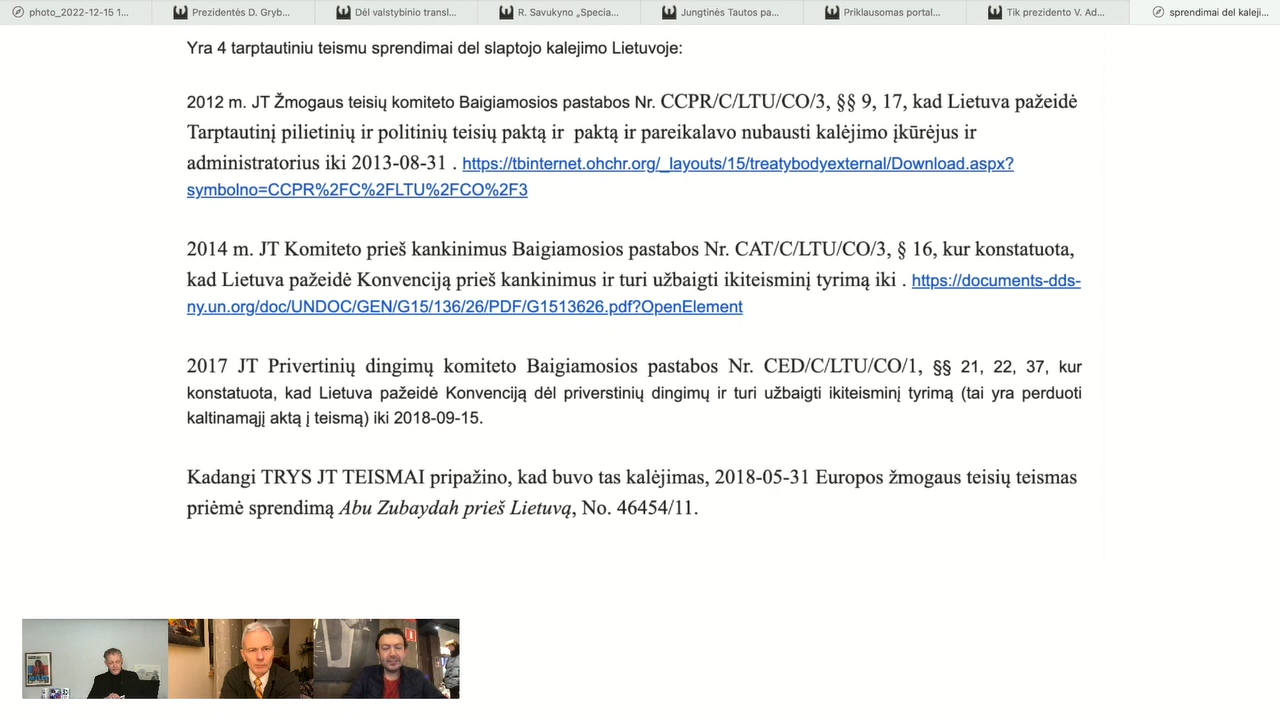 photo_2022-12-15 1...
Prezidentės D. Gryb...
Dėl valstybinio transl...
R. Savukyno „Specia...
Jungtinės Tautos pa...
Priklausomas portal...
Tik prezidento V. Ad...
sprendimai del kaleji...
Yra 4 tarptautiniu teismu sprendimai del slaptojo kalejimo Lietuvoje:
2012 m. JT Žmogaus teisių komiteto Baigiamosios pastabos Nr. CCPR/C/LTU/CO/3, §§ 9, 17, kad Lietuva pažeidė
Tarptautinį pilietinių ir politinių teisių paktą ir  paktą ir pareikalavo nubausti kalėjimo įkūrėjus ir
administratorius iki 2013-08-31 . https://tbinternet.ohchr.org/_layouts/15/treatybodyexternal/Download.aspx?
symbolno=CCPR%2FC%2FLTU%2FCO%2F3
2014 m. JT Komiteto prieš kankinimus Baigiamosios pastabos Nr. CAT/C/LTU/CO/3, § 16, kur konstatuota,
kad Lietuva pažeidė Konvenciją prieš kankinimus ir turi užbaigti ikiteisminį tyrimą iki . https://documents-dds-
ny.un.org/doc/UNDOC/GEN/G15/136/26/PDF/G1513626.pdf?OpenElement
2017 JT Privertinių dingimų komiteto Baigiamosios pastabos Nr. CED/C/LTU/CO/1, §§ 21, 22, 37, kur
konstatuota, kad Lietuva pažeidė Konvenciją dėl priverstinių dingimų ir turi užbaigti ikiteisminį tyrimą (tai yra perduoti
kaltinamąjį aktą į teismą) iki 2018-09-15.
Kadangi TRYS JT TEISMAI pripažino, kad buvo tas kalėjimas, 2018-05-31 Europos žmogaus teisių teismas
priėmė sprendimą Abu Zubaydah prieš Lietuvą, No. 46454/11.